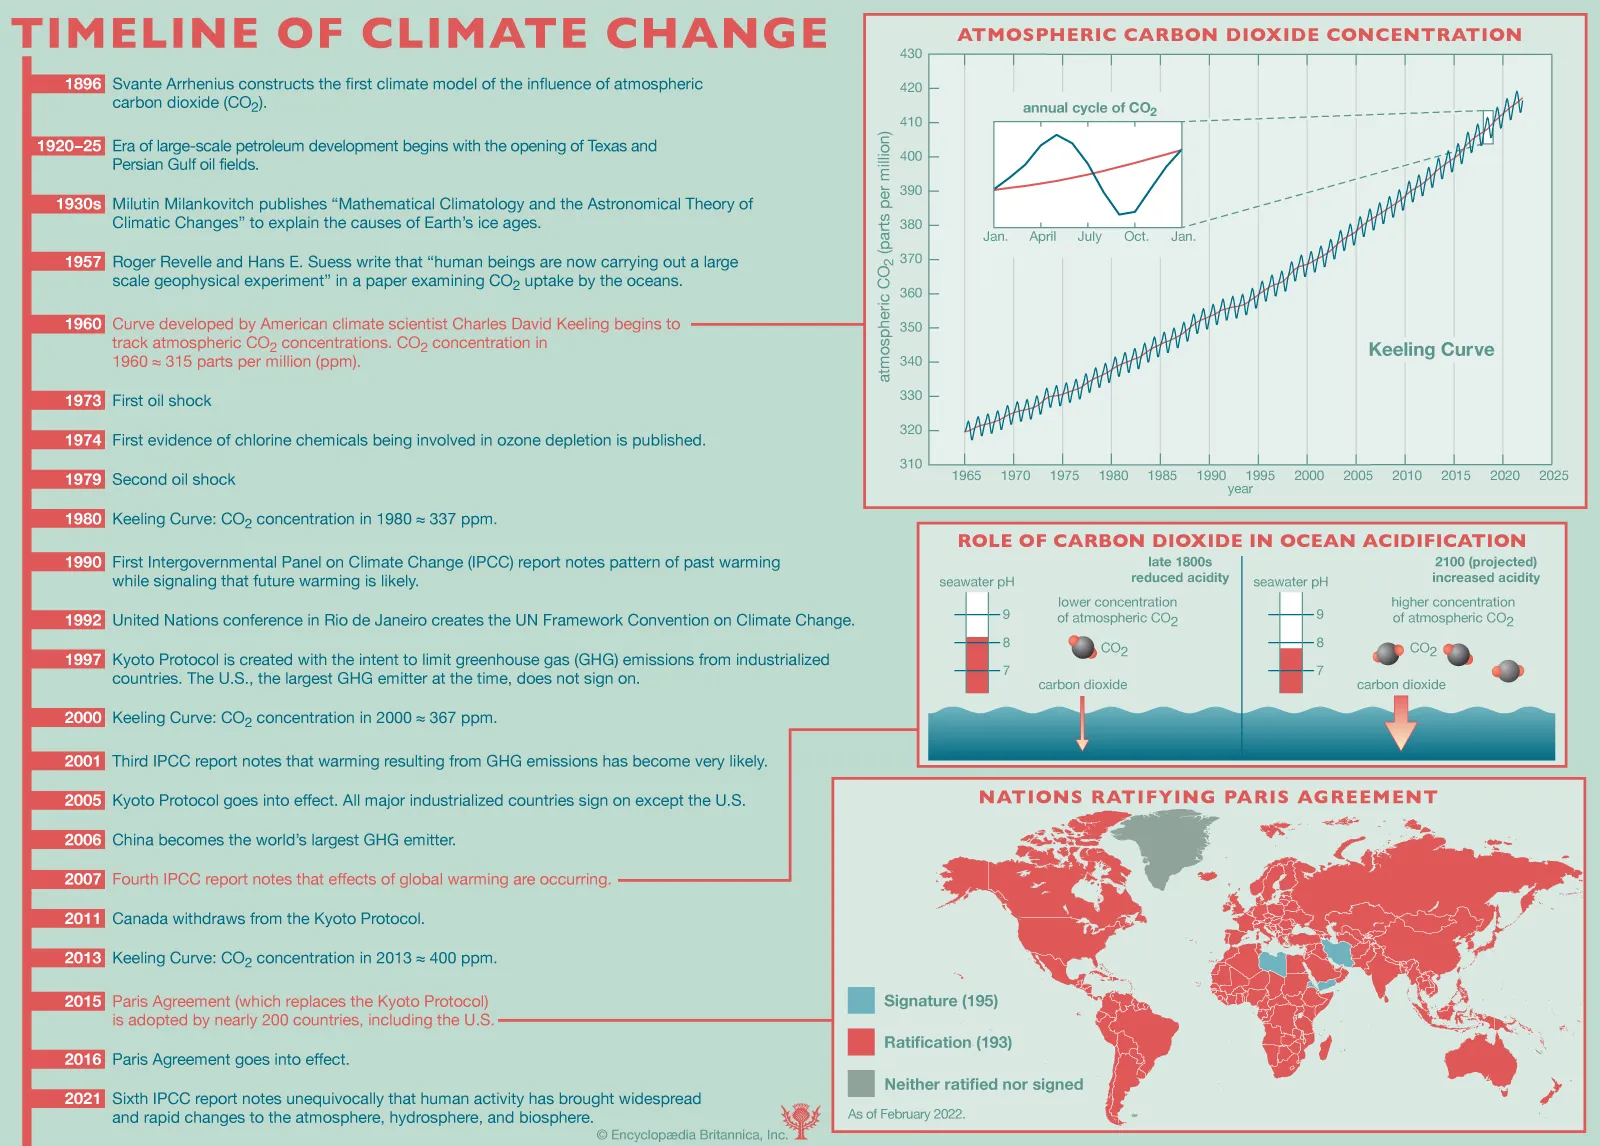 TIMELINE OF CLIMATE CHANGE
1896 Svante Arrhenius constructs the first climate model of the influence of atmospheric
carbon dioxide (CO₂).
1920–25 Era of large-scale petroleum development begins with the opening of Texas and
Persian Gulf oil fields.
1930s Milutin Milankovitch publishes “Mathematical Climatology and the Astronomical Theory of
Climatic Changes” to explain the causes of Earth’s ice ages.
1957 Roger Revelle and Hans E. Suess write that “human beings are now carrying out a large
scale geophysical experiment” in a paper examining CO₂ uptake by the oceans.
1960 Curve developed by American climate scientist Charles David Keeling begins to
track atmospheric CO₂ concentrations. CO₂ concentration in
1960 ≈ 315 parts per million (ppm).
1973 First oil shock
1974 First evidence of chlorine chemicals being involved in ozone depletion is published.
1979 Second oil shock
1980 Keeling Curve: CO₂ concentration in 1980 ≈ 337 ppm.
1990 First Intergovernmental Panel on Climate Change (IPCC) report notes pattern of past warming
while signaling that future warming is likely.
1992 United Nations conference in Rio de Janeiro creates the UN Framework Convention on Climate Change.
1997 Kyoto Protocol is created with the intent to limit greenhouse gas (GHG) emissions from industrialized
countries. The U.S., the largest GHG emitter at the time, does not sign on.
2000 Keeling Curve: CO₂ concentration in 2000 ≈ 367 ppm.
2001 Third IPCC report notes that warming resulting from GHG emissions has become very likely.
2005 Kyoto Protocol goes into effect. All major industrialized countries sign on except the U.S.
2006 China becomes the world’s largest GHG emitter.
2007 Fourth IPCC report notes that effects of global warming are occurring.
2011 Canada withdraws from the Kyoto Protocol.
2013 Keeling Curve: CO₂ concentration in 2013 ≈ 400 ppm.
2015 Paris Agreement (which replaces the Kyoto Protocol)
is adopted by nearly 200 countries, including the U.S.
2016 Paris Agreement goes into effect.
2021 Sixth IPCC report notes unequivocally that human activity has brought widespread
and rapid changes to the atmosphere, hydrosphere, and biosphere.
© Encyclopædia Britannica, Inc.
ATMOSPHERIC CARBON DIOXIDE CONCENTRATION
atmospheric CO₂ (parts per million)
430
420
410
400
390
380
370
360
350
340
330
320
310
annual cycle of CO₂
Jan. April July Oct. Jan.
Keeling Curve
1965 1970 1975 1980 1985 1990 1995 2000 2005 2010 2015 2020 2025
year
ROLE OF CARBON DIOXIDE IN OCEAN ACIDIFICATION
late 1800s
reduced acidity
seawater pH
9
8
7
lower concentration
of atmospheric CO₂
CO₂
carbon dioxide
2100 (projected)
increased acidity
seawater pH
9
8
7
higher concentration
of atmospheric CO₂
CO₂
carbon dioxide
NATIONS RATIFYING PARIS AGREEMENT
Signature (195)
Ratification (193)
Neither ratified nor signed
As of February 2022.